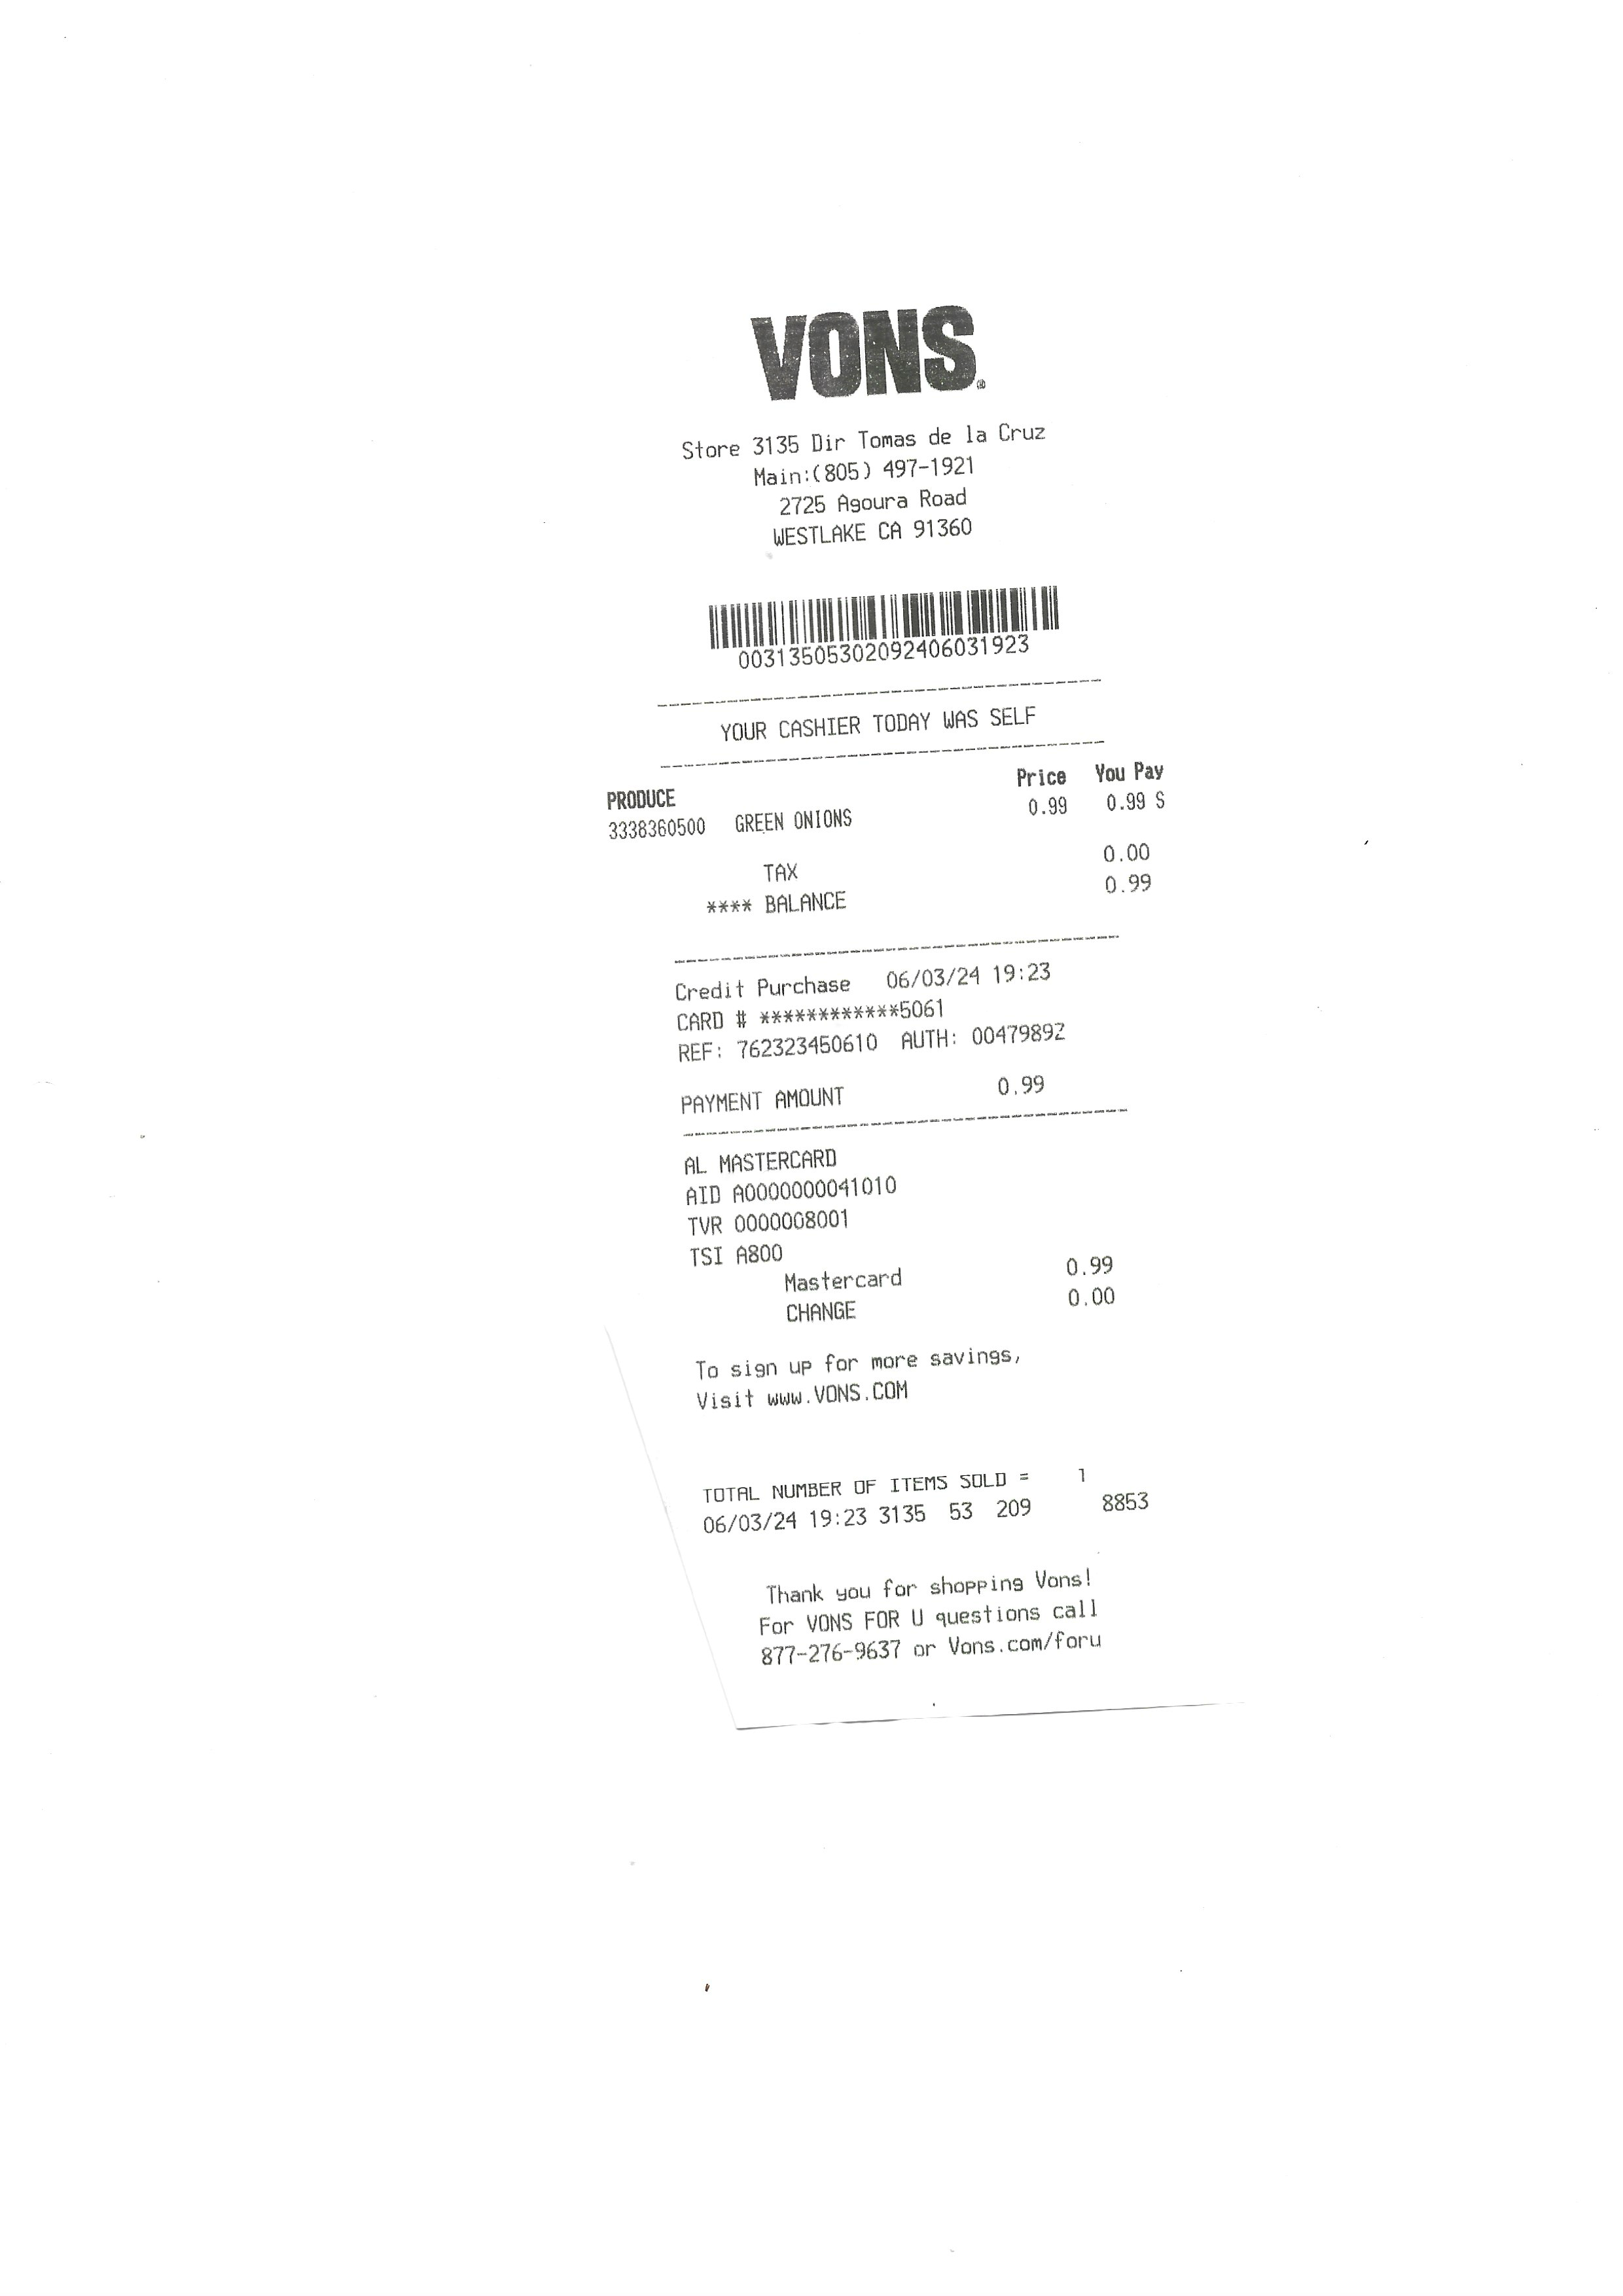 VONS®
Store 3135 Dir Tomas de la Cruz
Main:(805) 497-1921
2725 Agoura Road
WESTLAKE CA 91360
00313505302092406031923
YOUR CASHIER TODAY WAS SELF
Price You Pay
PRODUCE
3338360500 GREEN ONIONS 0.99 0.99 S
TAX 0.00
**** BALANCE 0.99
Credit Purchase 06/03/24 19:23
CARD # ************5061
REF: 762323450610 AUTH: 00479892
PAYMENT AMOUNT 0.99
AL MASTERCARD
AID A0000000041010
TVR 0000008001
TSI A800
Mastercard 0.99
CHANGE 0.00
To sign up for more savings,
Visit www.VONS.COM
TOTAL NUMBER OF ITEMS SOLD = 1
06/03/24 19:23 3135 53 209 8853
Thank you for shopping Vons!
For VONS FOR U questions call
877-276-9637 or Vons.com/foru